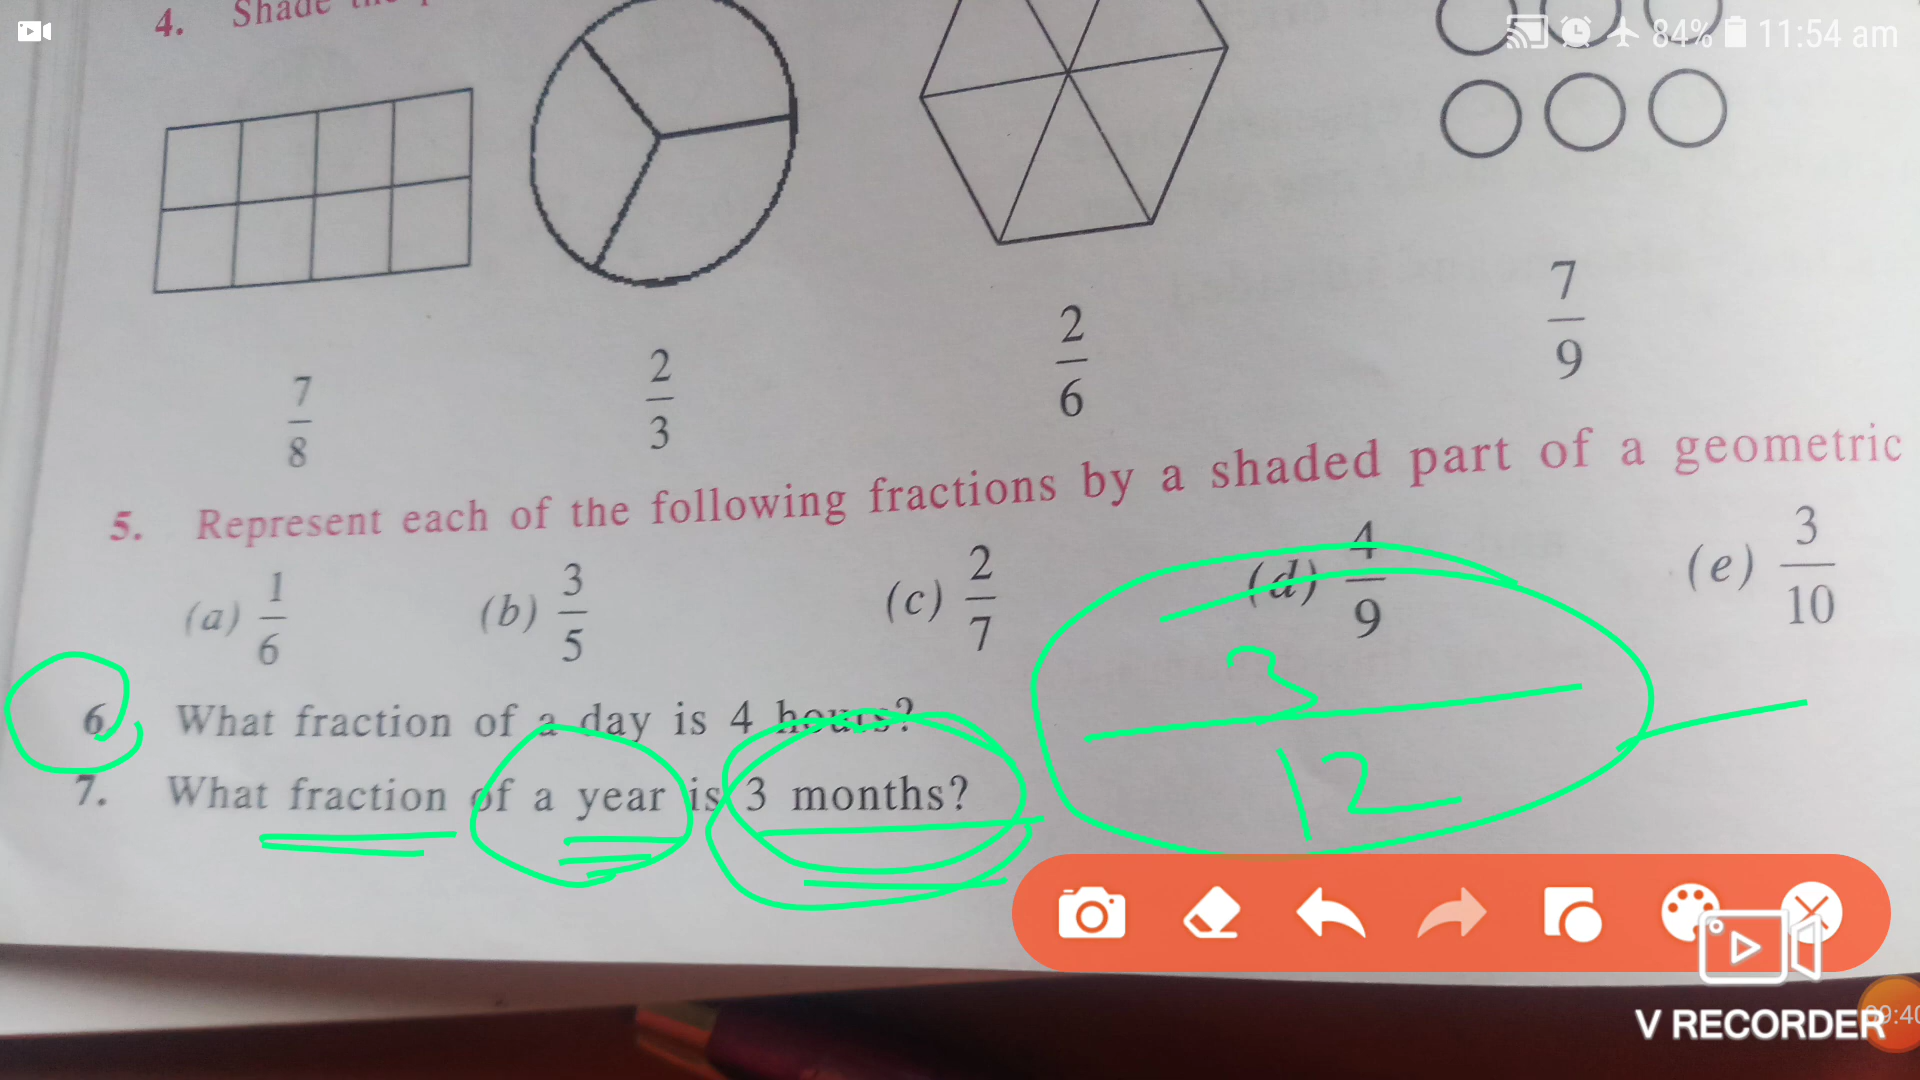 84% 11:54 am
4. Shade
7/8 2/3 2/6 7/9
5. Represent each of the following fractions by a shaded part of a geometric
(a) 1/6 (b) 3/5 (c) 2/7 (d) 4/9 (e) 3/10
6. What fraction of a day is 4 hours?
7. What fraction of a year is 3 months?
3/12
V RECORDER